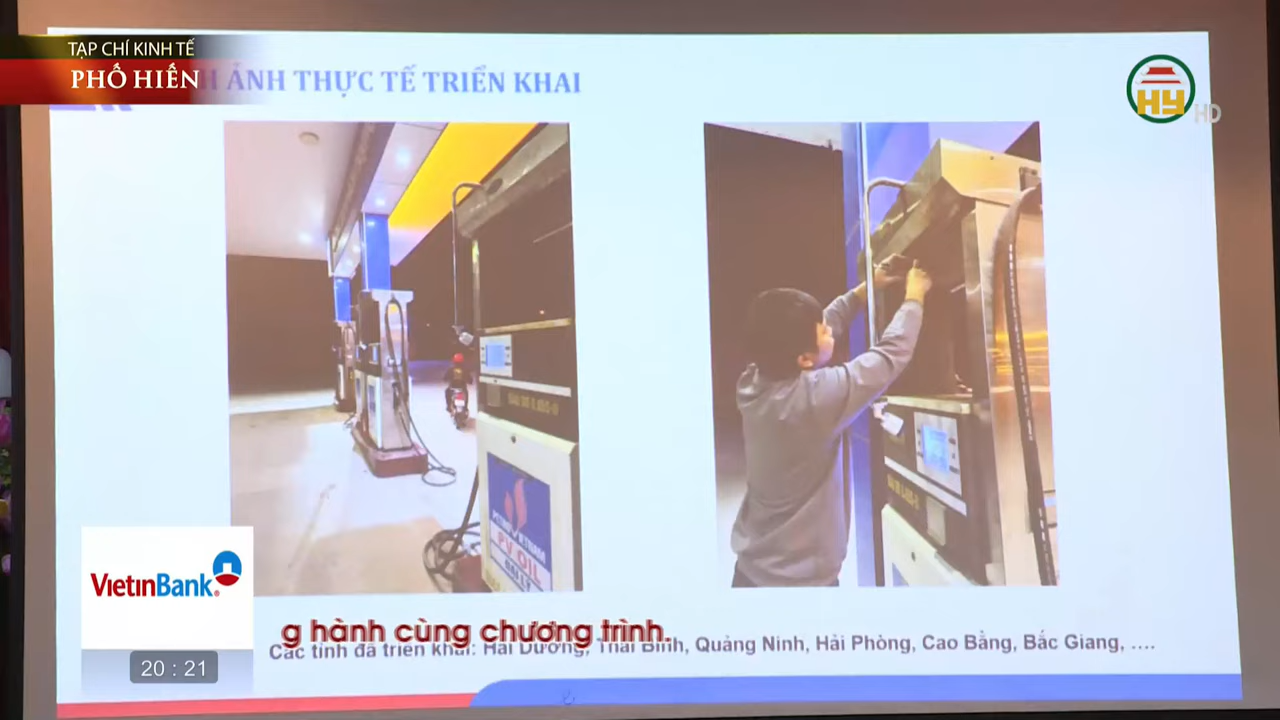 TẠP CHÍ KINH TẾ
PHỐ HIẾN
ẢNH THỰC TẾ TRIỂN KHAI
HY HD
PETROVIETNAM
PV OIL
VietinBank
g hành cùng chương trình.
Các tỉnh đã triển khai: Hải Dương, Thái Bình, Quảng Ninh, Hải Phòng, Cao Bằng, Bắc Giang, ....
20 : 21